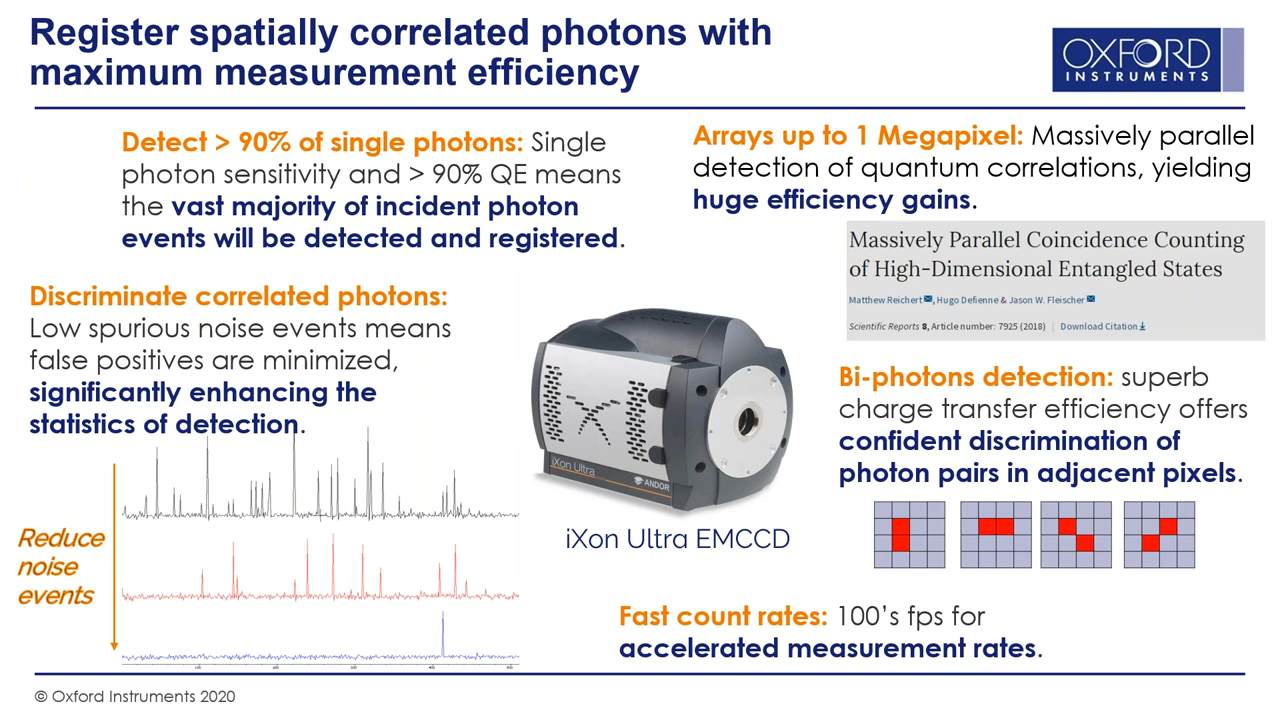 Register spatially correlated photons with
maximum measurement efficiency
OXFORD
INSTRUMENTS
Detect > 90% of single photons: Single
photon sensitivity and > 90% QE means
the vast majority of incident photon
events will be detected and registered.
Arrays up to 1 Megapixel: Massively parallel
detection of quantum correlations, yielding
huge efficiency gains.
Massively Parallel Coincidence Counting
of High-Dimensional Entangled States
Matthew Reichert, Hugo Defienne & Jason W. Fleischer
Scientific Reports 8, Article number: 7925 (2018) | Download Citation
Discriminate correlated photons:
Low spurious noise events means
false positives are minimized,
significantly enhancing the
statistics of detection.
Reduce
noise
events
iXon Ultra
ANDOR
iXon Ultra EMCCD
Bi-photons detection: superb
charge transfer efficiency offers
confident discrimination of
photon pairs in adjacent pixels.
Fast count rates: 100's fps for
accelerated measurement rates.
© Oxford Instruments 2020